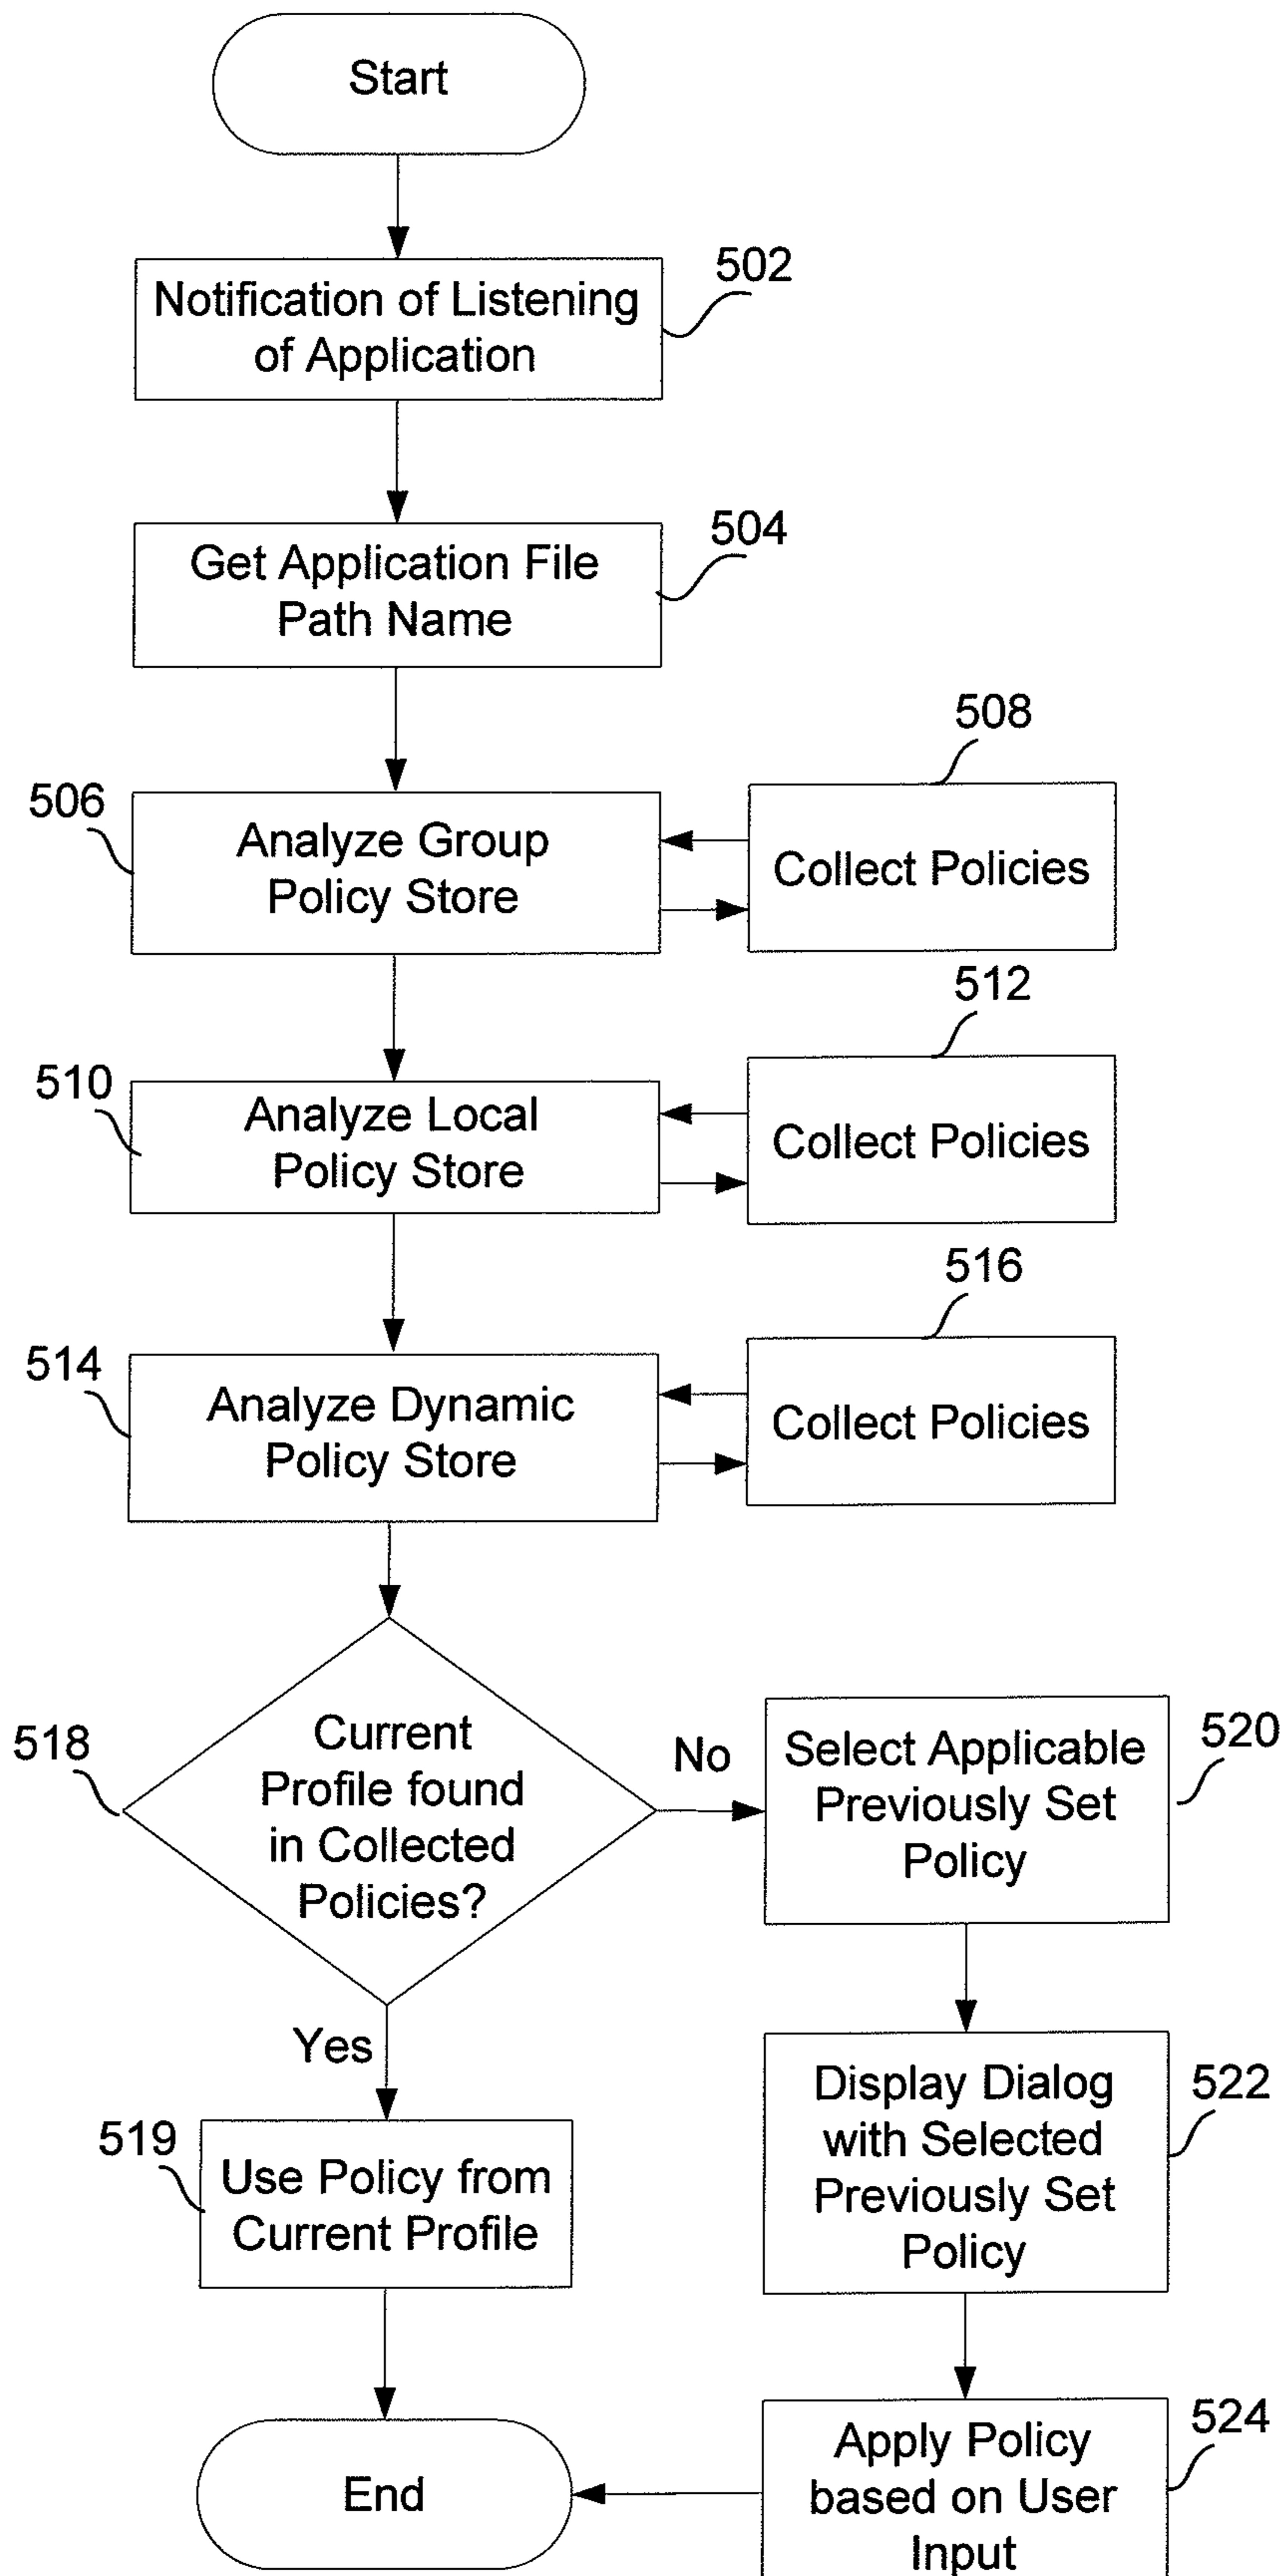 Start
502
Notification of Listening
of Application
504
Get Application File
Path Name
508
506
Analyze Group
Policy Store
Collect Policies
512
510
Analyze Local
Policy Store
Collect Policies
516
514
Analyze Dynamic
Policy Store
Collect Policies
518
Current
Profile found
in Collected
Policies?
No
Select Applicable
Previously Set
Policy
520
Yes
Display Dialog
with Selected
Previously Set
Policy
522
519
Use Policy from
Current Profile
524
Apply Policy
based on User
Input
End